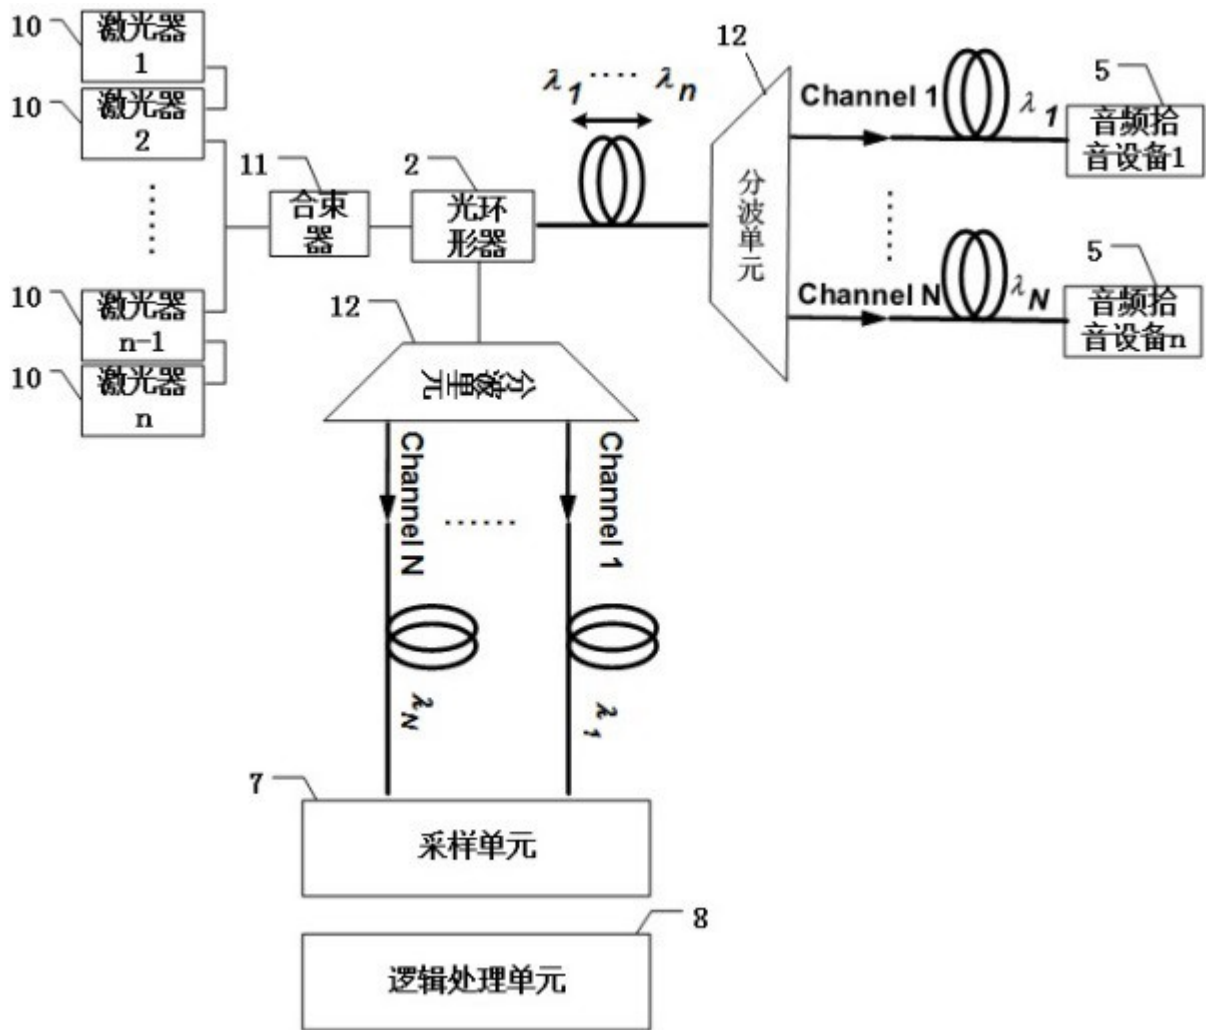 10
激光器
1
10
激光器
2
10
激光器
n-1
10
激光器
n
11
合束
器
2
光环
形器
λ1 ···· λn
12
分波单元
Channel 1
λ1
5
音频拾
音设备1
Channel N
λN
5
音频拾
音设备n
12
分波单元
Channel N
λN
Channel 1
λ1
7
采样单元
8
逻辑处理单元